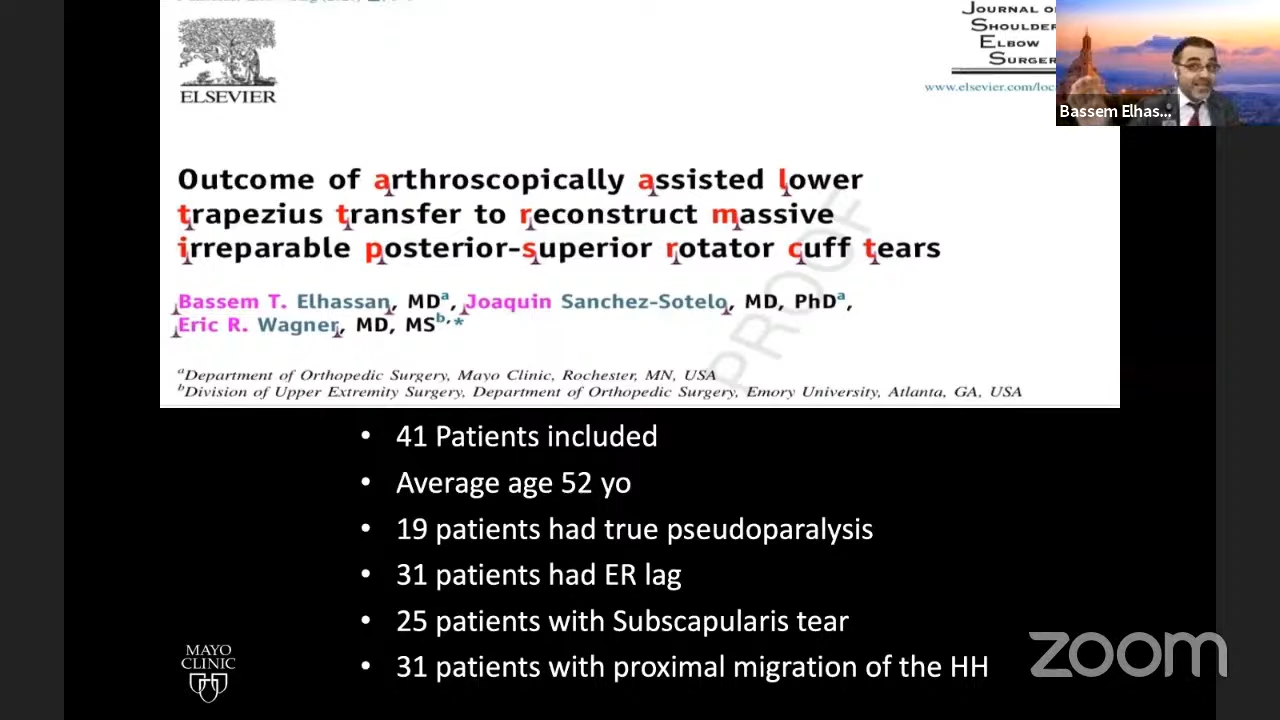 JOURNAL O
SHOULDE
ELBOW
SURGER
ELSEVIER
www.elsevier.com/loc
Bassem Elhas...
Outcome of arthroscopically assisted lower
trapezius transfer to reconstruct massive
irreparable posterior-superior rotator cuff tears
Bassem T. Elhassan, MDa, Joaquin Sanchez-Sotelo, MD, PhDa,
Eric R. Wagner, MD, MSb,*
PROOF
aDepartment of Orthopedic Surgery, Mayo Clinic, Rochester, MN, USA
bDivision of Upper Extremity Surgery, Department of Orthopedic Surgery, Emory University, Atlanta, GA, USA
• 41 Patients included
• Average age 52 yo
• 19 patients had true pseudoparalysis
• 31 patients had ER lag
• 25 patients with Subscapularis tear
• 31 patients with proximal migration of the HH
MAYO
CLINIC
zoom